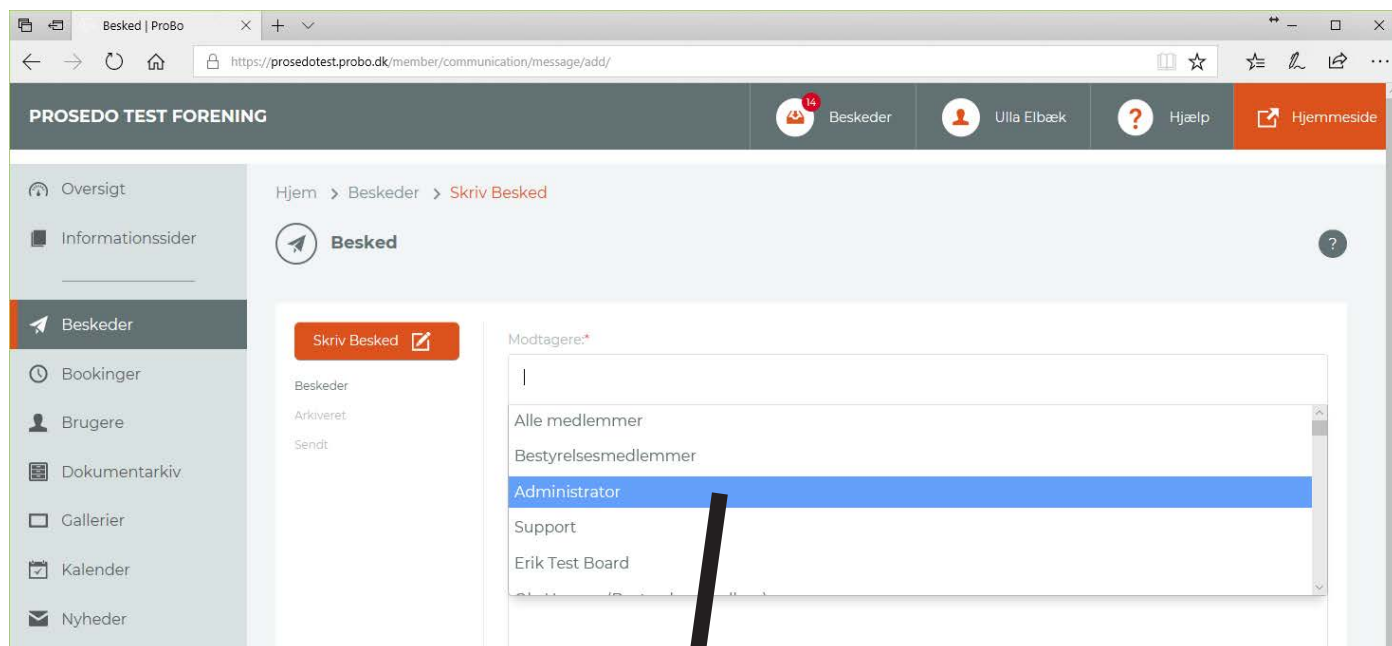 Besked | ProBo
https://prosedotest.probo.dk/member/communication/message/add/
PROSEDO TEST FORENING
14
Beskeder
Ulla Elbæk
? Hjælp
Hjemmeside
Oversigt
Hjem > Beskeder > Skriv Besked
Informationssider
Besked
?
Beskeder
Skriv Besked
Modtagere:*
Bookinger
Beskeder
Brugere
Arkiveret
Alle medlemmer
Sendt
Bestyrelsesmedlemmer
Dokumentarkiv
Administrator
Gallerier
Support
Kalender
Erik Test Board
Nyheder